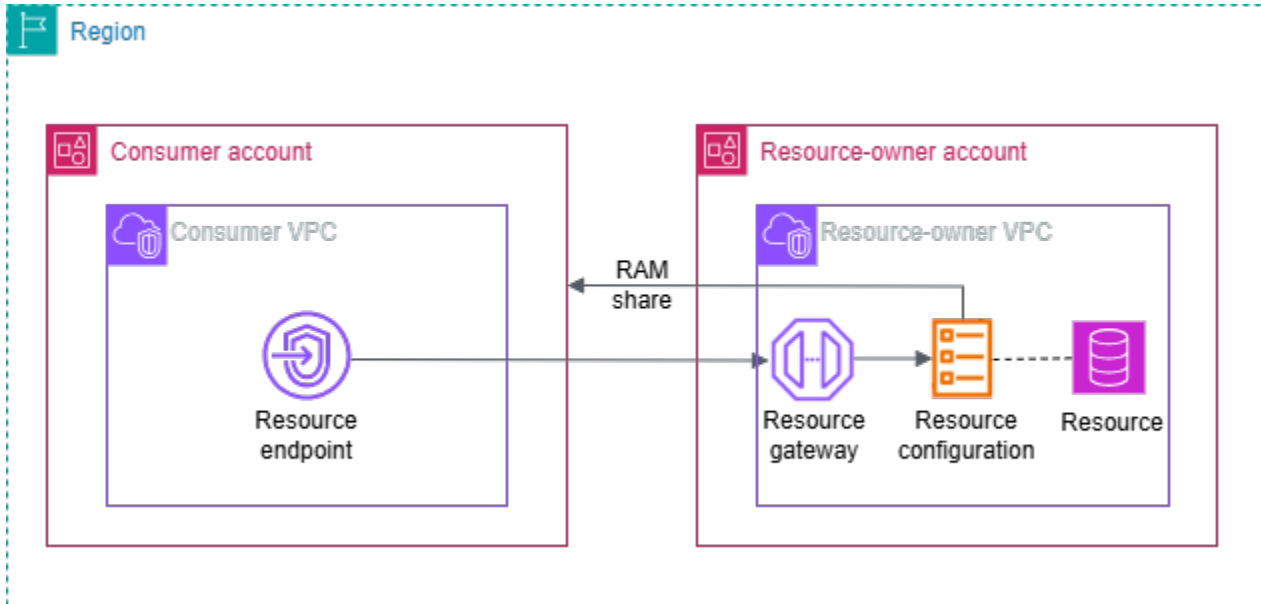 Region
Consumer account
Resource-owner account
Consumer VPC
Resource-owner VPC
RAM
share
Resource
endpoint
Resource
gateway
Resource
configuration
Resource